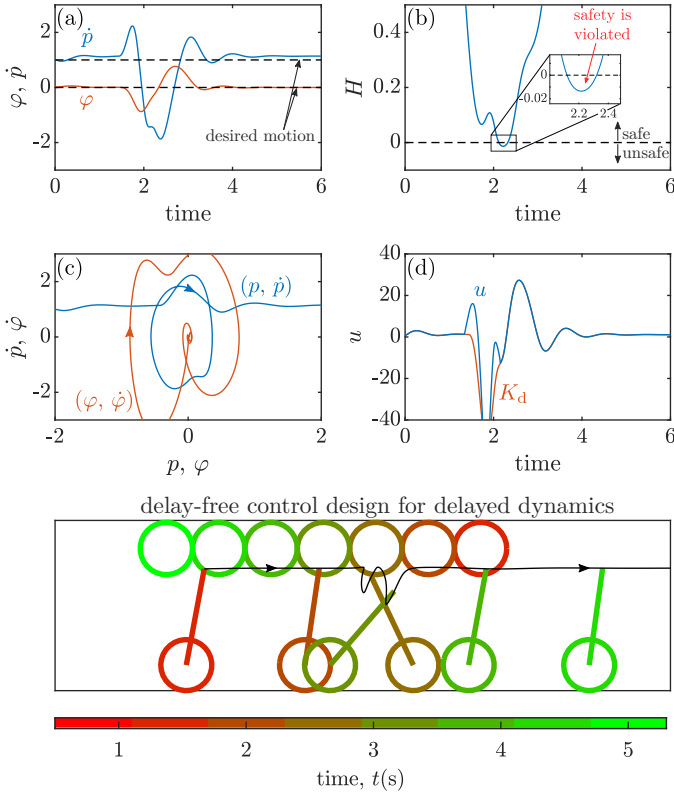 (a)
ṗ
φ
desired motion
φ, ṗ
2
0
-2
0
2
4
6
time
(b)
safety is
violated
0
-0.02
2.2
2.4
safe
unsafe
H
0.4
0.2
0
0
2
4
6
time
(c)
(p, ṗ)
(φ, φ̇)
ṗ, φ̇
2
0
-2
-2
0
2
p, φ
(d)
u
K_d
u
40
20
0
-20
-40
0
2
4
6
time
delay-free control design for delayed dynamics
1
2
3
4
5
time, t(s)